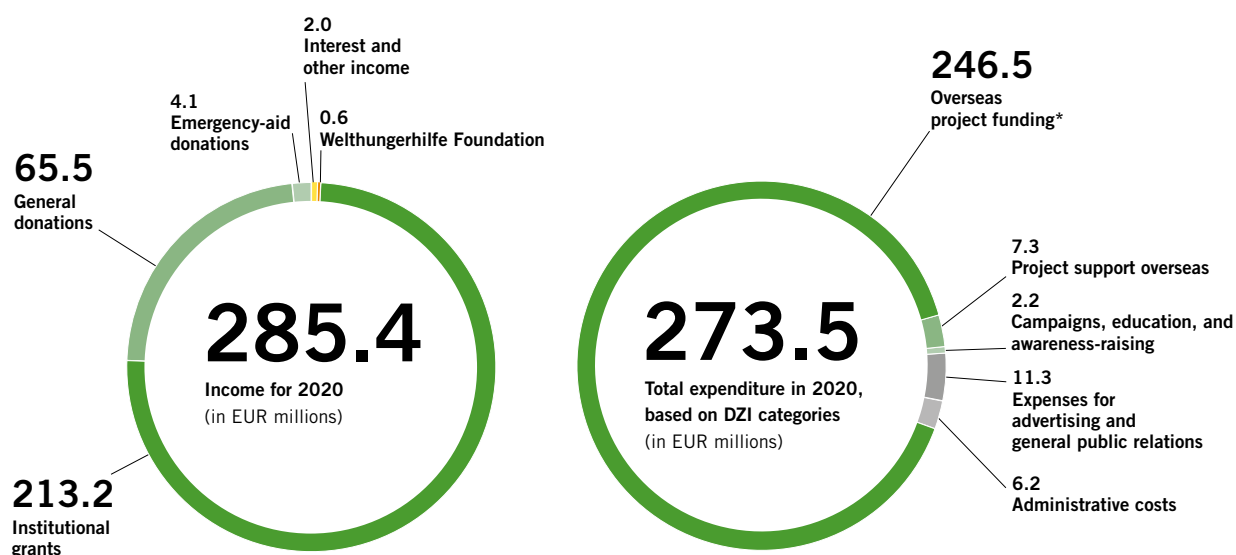 2.0
Interest and
other income
4.1
Emergency-aid
donations
0.6
Welthungerhilfe Foundation
65.5
General
donations
285.4
Income for 2020
(in EUR millions)
213.2
Institutional
grants
246.5
Overseas
project funding*
7.3
Project support overseas
2.2
Campaigns, education, and
awareness-raising
273.5
Total expenditure in 2020,
based on DZI categories
(in EUR millions)
11.3
Expenses for
advertising and
general public relations
6.2
Administrative costs